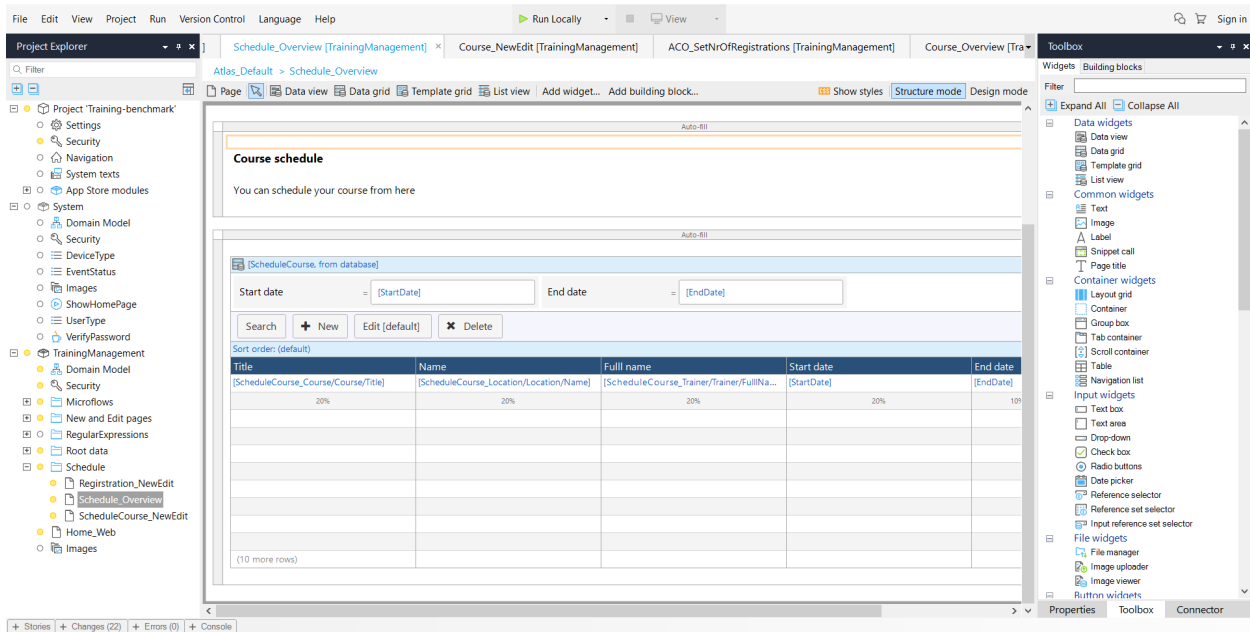 File Edit View Project Run Version Control Language Help Run Locally View Sign in
Project Explorer
Filter
Project 'Training-benchmark'
Settings
Security
Navigation
System texts
App Store modules
System
Domain Model
Security
DeviceType
EventStatus
Images
ShowHomePage
UserType
VerifyPassword
TrainingManagement
Domain Model
Security
Microflows
New and Edit pages
RegularExpressions
Root data
Schedule
Regirstration_NewEdit
Schedule_Overview
ScheduleCourse_NewEdit
Home_Web
Images
] Schedule_Overview [TrainingManagement] × Course_NewEdit [TrainingManagement] ACO_SetNrOfRegistrations [TrainingManagement] Course_Overview [Tra
Atlas_Default > Schedule_Overview
Page Data view Data grid Template grid List view Add widget... Add building block... Show styles Structure mode Design mode
Auto-fill
Course schedule
You can schedule your course from here
Auto-fill
[ScheduleCourse, from database]
Start date = [StartDate] End date = [EndDate]
Search New Edit [default] Delete
Sort order: (default)
Title Name Fulll name Start date End date
[ScheduleCourse_Course/Course/Title] [ScheduleCourse_Location/Location/Name] [ScheduleCourse_Trainer/Trainer/FulllNa... [StartDate] [EndDate]
20% 20% 20% 20% 10%
(10 more rows)
Toolbox
Widgets Building blocks
Filter
Expand All Collapse All
Data widgets
Data view
Data grid
Template grid
List view
Common widgets
Text
Image
Label
Snippet call
Page title
Container widgets
Layout grid
Container
Group box
Tab container
Scroll container
Table
Navigation list
Input widgets
Text box
Text area
Drop-down
Check box
Radio buttons
Date picker
Reference selector
Reference set selector
Input reference set selector
File widgets
File manager
Image uploader
Image viewer
Button widgets
Properties Toolbox Connector
+ Stories + Changes (22) + Errors (0) + Console